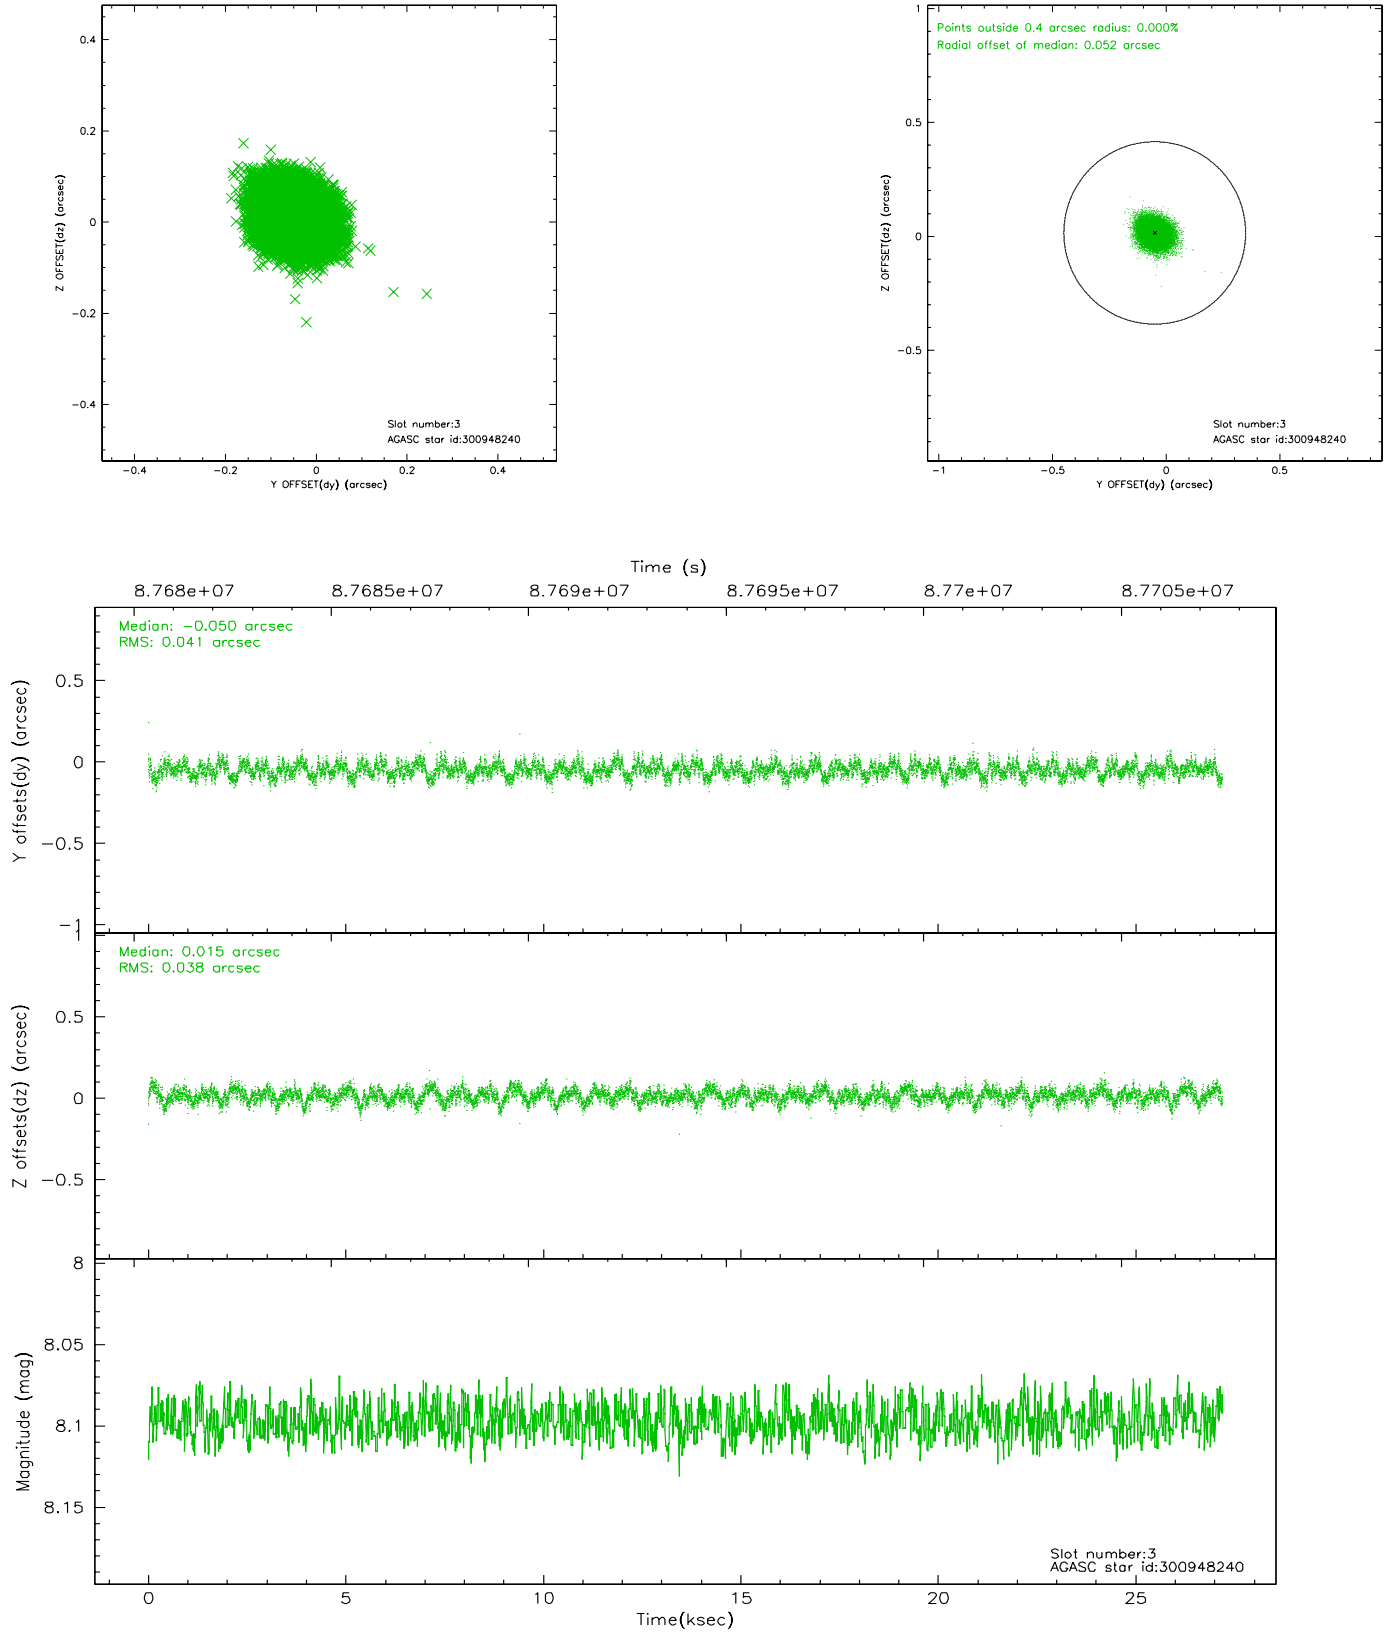 0.4
0.2
0
-0.2
-0.4
Z OFFSET(dz) (arcsec)
Slot number:3
AGASC star id:300948240
-0.4 -0.2 0 0.2 0.4
Y OFFSET(dy) (arcsec)
Points outside 0.4 arcsec radius: 0.000%
Radial offset of median: 0.052 arcsec
1
0.5
0
-0.5
Z OFFSET(dz) (arcsec)
Slot number:3
AGASC star id:300948240
-1 -0.5 0 0.5
Y OFFSET(dy) (arcsec)
Time (s)
8.768e+07 8.7685e+07 8.769e+07 8.7695e+07 8.77e+07 8.7705e+07
Median: -0.050 arcsec
RMS: 0.041 arcsec
0.5
0
-0.5
-1
Y offsets(dy) (arcsec)
Median: 0.015 arcsec
RMS: 0.038 arcsec
1
0.5
0
-0.5
Z offsets(dz) (arcsec)
8
8.05
8.1
8.15
Magnitude (mag)
Slot number:3
AGASC star id:300948240
0 5 10 15 20 25
Time(ksec)